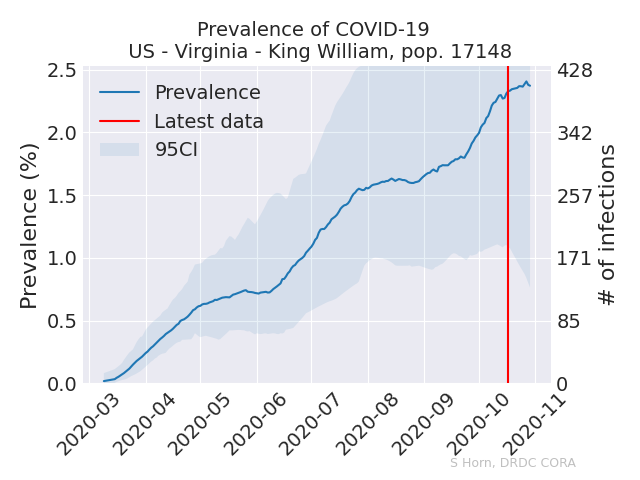 Prevalence of COVID-19
US - Virginia - King William, pop. 17148
2.5
2.0
1.5
1.0
0.5
0.0
Prevalence (%)
Prevalence
Latest data
95CI
428
342
257
171
85
0
# of infections
2020-03
2020-04
2020-05
2020-06
2020-07
2020-08
2020-09
2020-10
2020-11
S Horn, DRDC CORA